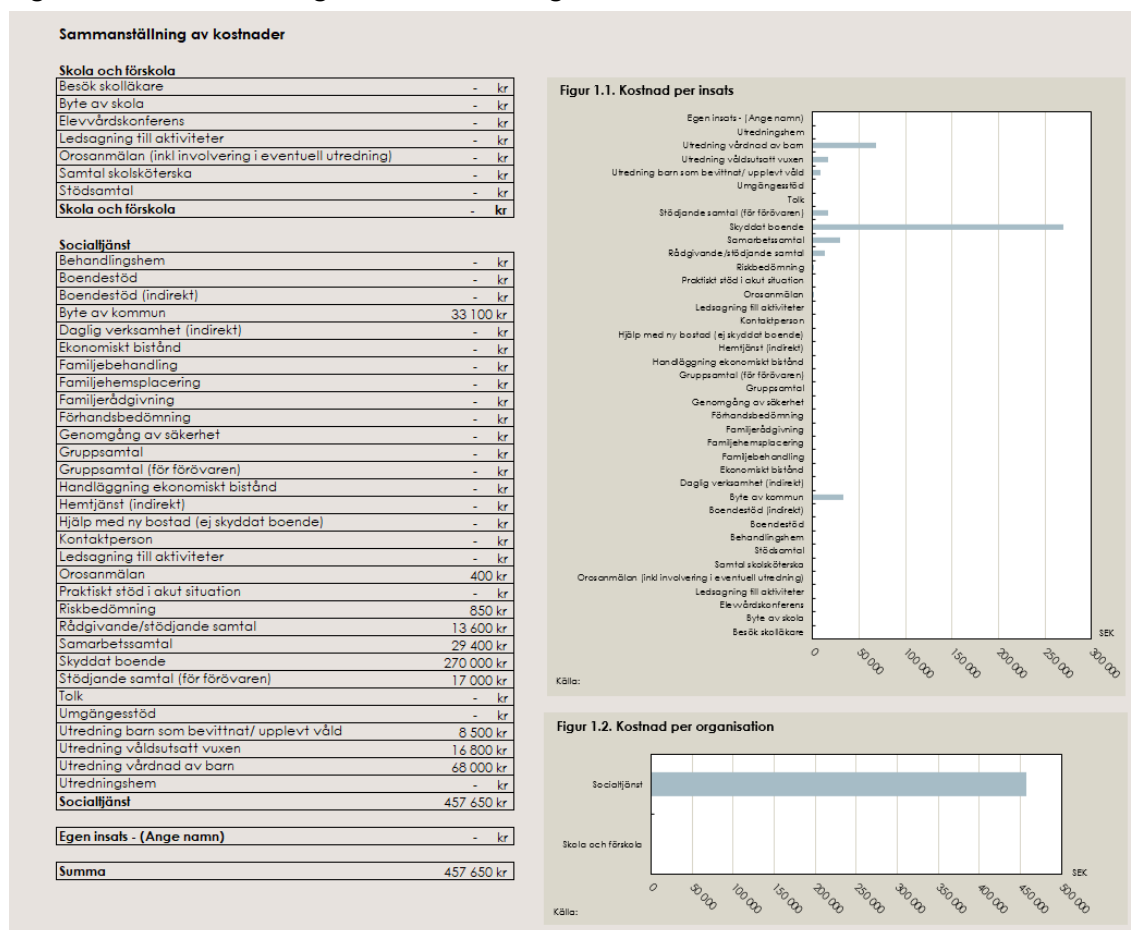 Sammanställning av kostnader
Skola och förskola
Besök skolläkare - kr
Byte av skola - kr
Elevvårdskonferens - kr
Ledsagning till aktiviteter - kr
Orosanmälan (inkl involvering i eventuell utredning) - kr
Samtal skolsköterska - kr
Stödsamtal - kr
Skola och förskola - kr
Socialtjänst
Behandlingshem - kr
Boendestöd - kr
Boendestöd (indirekt) - kr
Byte av kommun 33 100 kr
Daglig verksamhet (indirekt) - kr
Ekonomiskt bistånd - kr
Familjebehandling - kr
Familjehemsplacering - kr
Familjerådgivning - kr
Förhandsbedömning - kr
Genomgång av säkerhet - kr
Gruppsamtal - kr
Gruppsamtal (för förövaren) - kr
Handläggning ekonomiskt bistånd - kr
Hemtjänst (indirekt) - kr
Hjälp med ny bostad (ej skyddat boende) - kr
Kontaktperson - kr
Ledsagning till aktiviteter - kr
Orosanmälan 400 kr
Praktiskt stöd i akut situation - kr
Riskbedömning 850 kr
Rådgivande/stödjande samtal 13 600 kr
Samarbetssamtal 29 400 kr
Skyddat boende 270 000 kr
Stödjande samtal (för förövaren) 17 000 kr
Tolk - kr
Umgängesstöd - kr
Utredning barn som bevittnat/ upplevt våld 8 500 kr
Utredning våldsutsatt vuxen 16 800 kr
Utredning vårdnad av barn 68 000 kr
Utredningshem - kr
Socialtjänst 457 650 kr
Egen insats - (Ange namn) - kr
Summa 457 650 kr
Figur 1.1. Kostnad per insats
Egen insats - (Ange namn)
Utredningshem
Utredning vårdnad av barn
Utredning våldsutsatt vuxen
Utredning barn som bevittnat/ upplevt våld
Umgängesstöd
Tolk
Stödjande samtal (för förövaren)
Skyddat boende
Samarbetssamtal
Rådgivande/stödjande samtal
Riskbedömning
Praktiskt stöd i akut situation
Orosanmälan
Ledsagning till aktiviteter
Kontaktperson
Hjälp med ny bostad (ej skyddat boende)
Hemtjänst (indirekt)
Handläggning ekonomiskt bistånd
Gruppsamtal (för förövaren)
Gruppsamtal
Genomgång av säkerhet
Förhandsbedömning
Familjerådgivning
Familjehemsplacering
Familjebehandling
Ekonomiskt bistånd
Daglig verksamhet (indirekt)
Byte av kommun
Boendestöd (indirekt)
Boendestöd
Behandlingshem
Stödsamtal
Samtal skolsköterska
Orosanmälan (inkl involvering i eventuell utredning)
Ledsagning till aktiviteter
Elevvårdskonferens
Byte av skola
Besök skolläkare
SEK
0 50 000 100 000 150 000 200 000 250 000 300 000
Källa:
Figur 1.2. Kostnad per organisation
Socialtjänst
Skola och förskola
SEK
0 50 000 100 000 150 000 200 000 250 000 300 000 350 000 400 000 450 000 500 000
Källa: